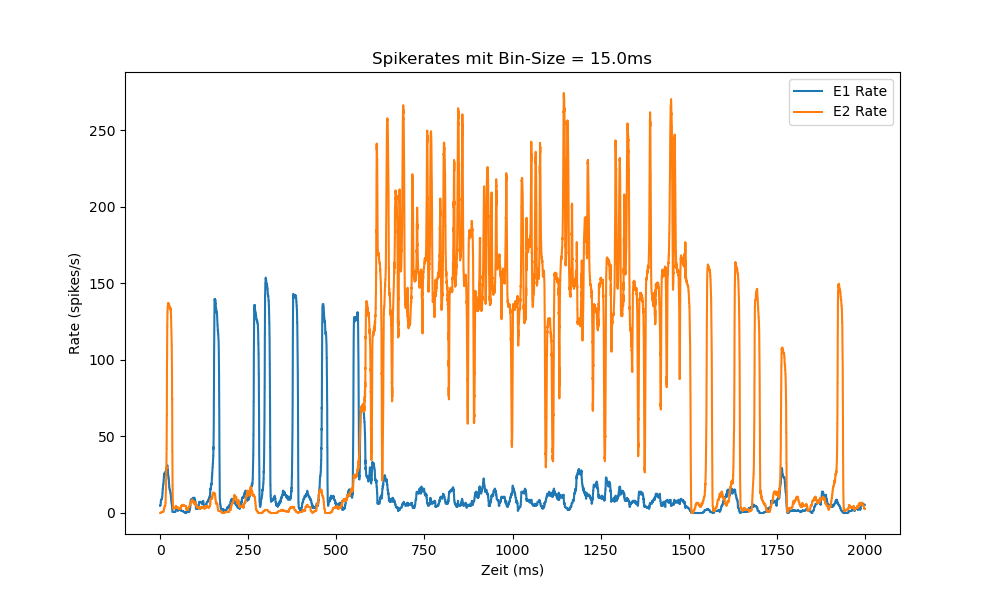 Spikerates mit Bin-Size = 15.0ms
E1 Rate
E2 Rate
Rate (spikes/s)
250
200
150
100
50
0
0 250 500 750 1000 1250 1500 1750 2000
Zeit (ms)